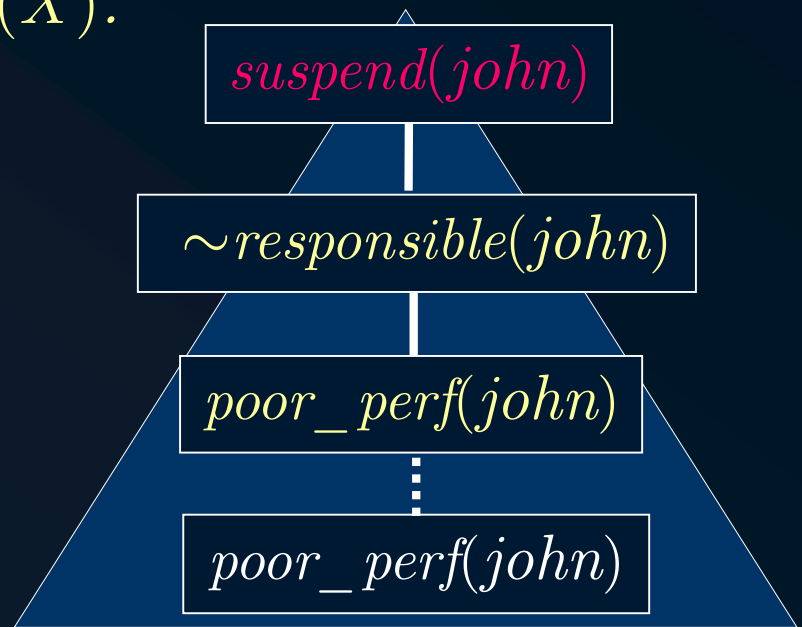 (X).
suspend(john)
~responsible(john)
poor_perf(john)
poor_perf(john)